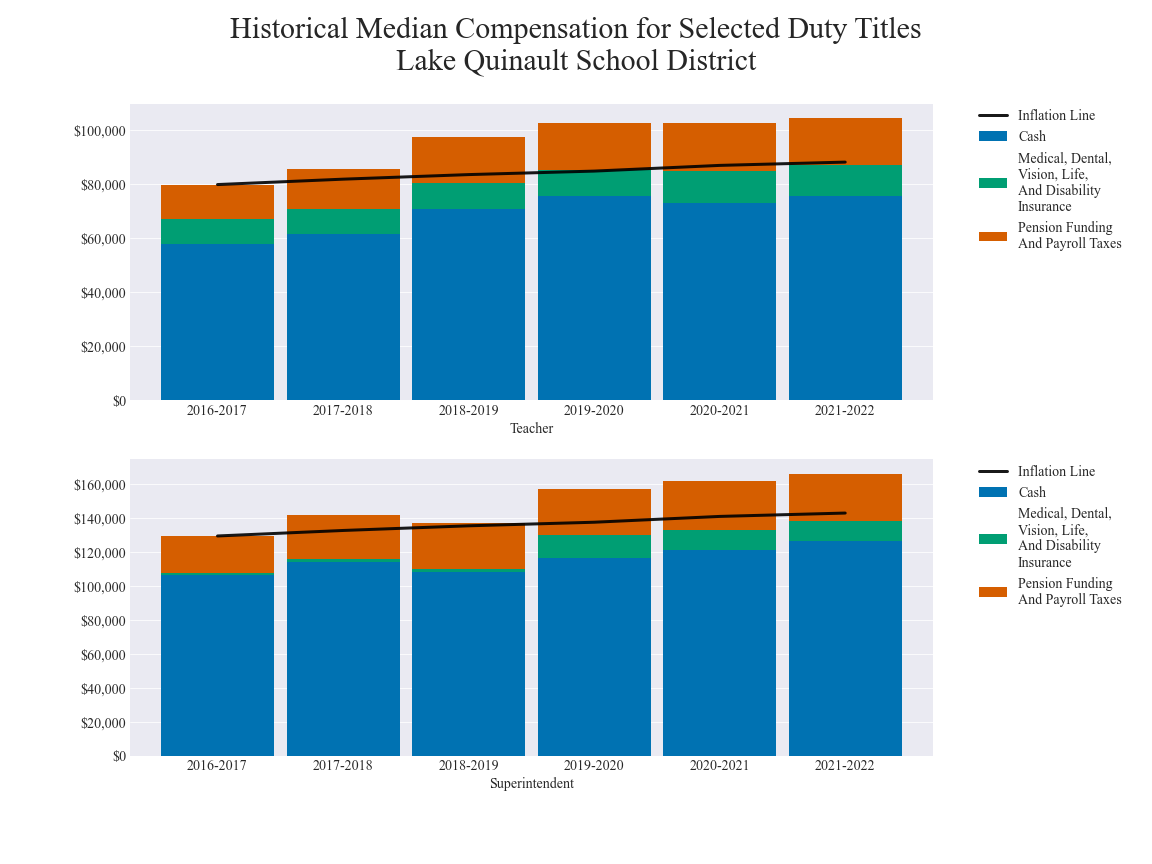 Historical Median Compensation for Selected Duty Titles
Lake Quinault School District
$100,000
$80,000
$60,000
$40,000
$20,000
$0
2016-2017
2017-2018
2018-2019
2019-2020
2020-2021
2021-2022
Teacher
Inflation Line
Cash
Medical, Dental,
Vision, Life,
And Disability
Insurance
Pension Funding
And Payroll Taxes
$160,000
$140,000
$120,000
$100,000
$80,000
$60,000
$40,000
$20,000
$0
2016-2017
2017-2018
2018-2019
2019-2020
2020-2021
2021-2022
Superintendent
Inflation Line
Cash
Medical, Dental,
Vision, Life,
And Disability
Insurance
Pension Funding
And Payroll Taxes